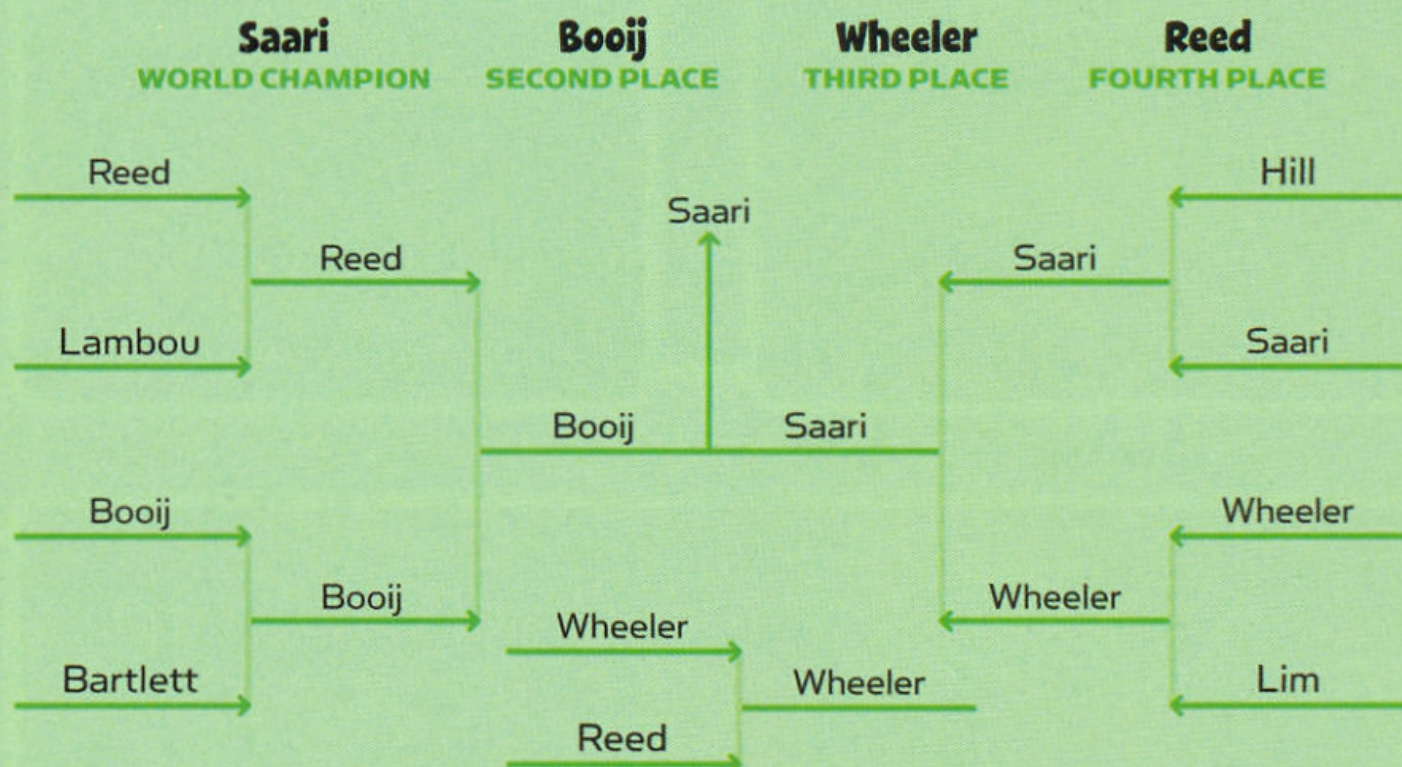 Saari Booij Wheeler Reed
WORLD CHAMPION SECOND PLACE THIRD PLACE FOURTH PLACE
Reed Hill
Saari
Reed Saari
Lambou Saari
Booij Saari
Booij Wheeler
Booij Wheeler
Wheeler
Bartlett Wheeler Lim
Reed